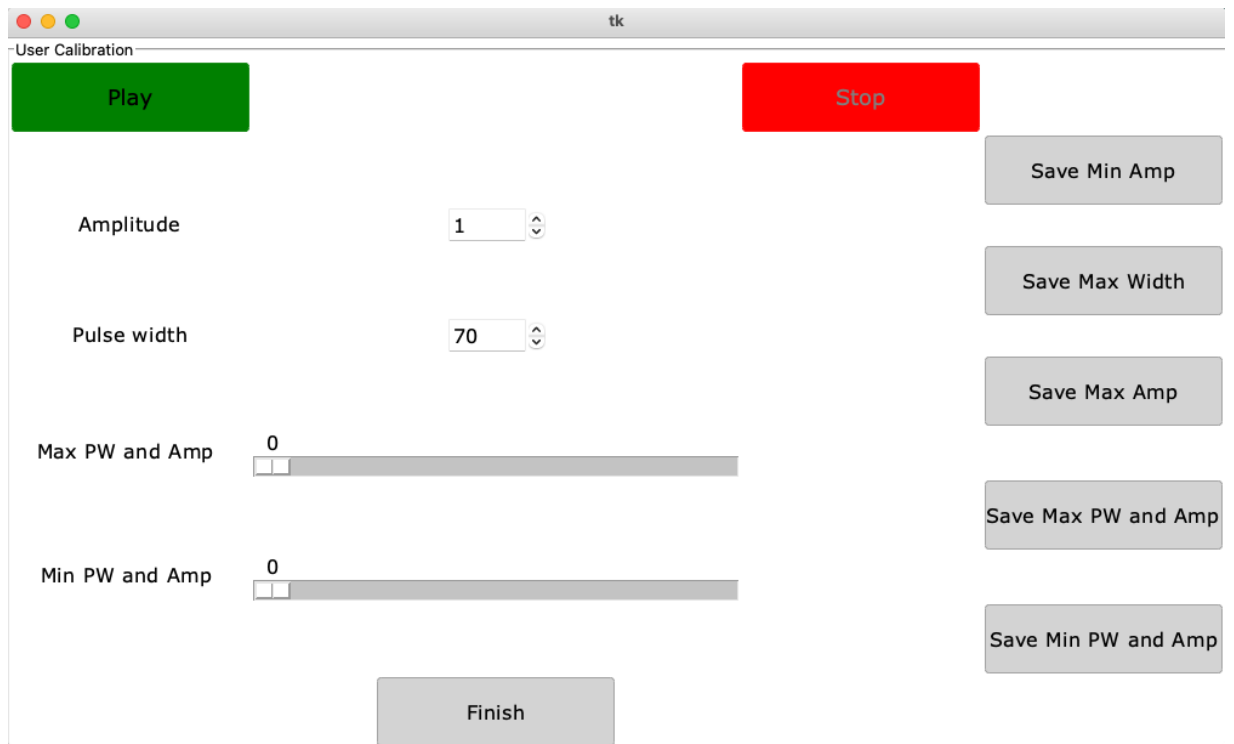 tk
User Calibration
Play
Stop
Save Min Amp
Amplitude
1
Save Max Width
Pulse width
70
Save Max Amp
Max PW and Amp
0
Save Max PW and Amp
Min PW and Amp
0
Save Min PW and Amp
Finish